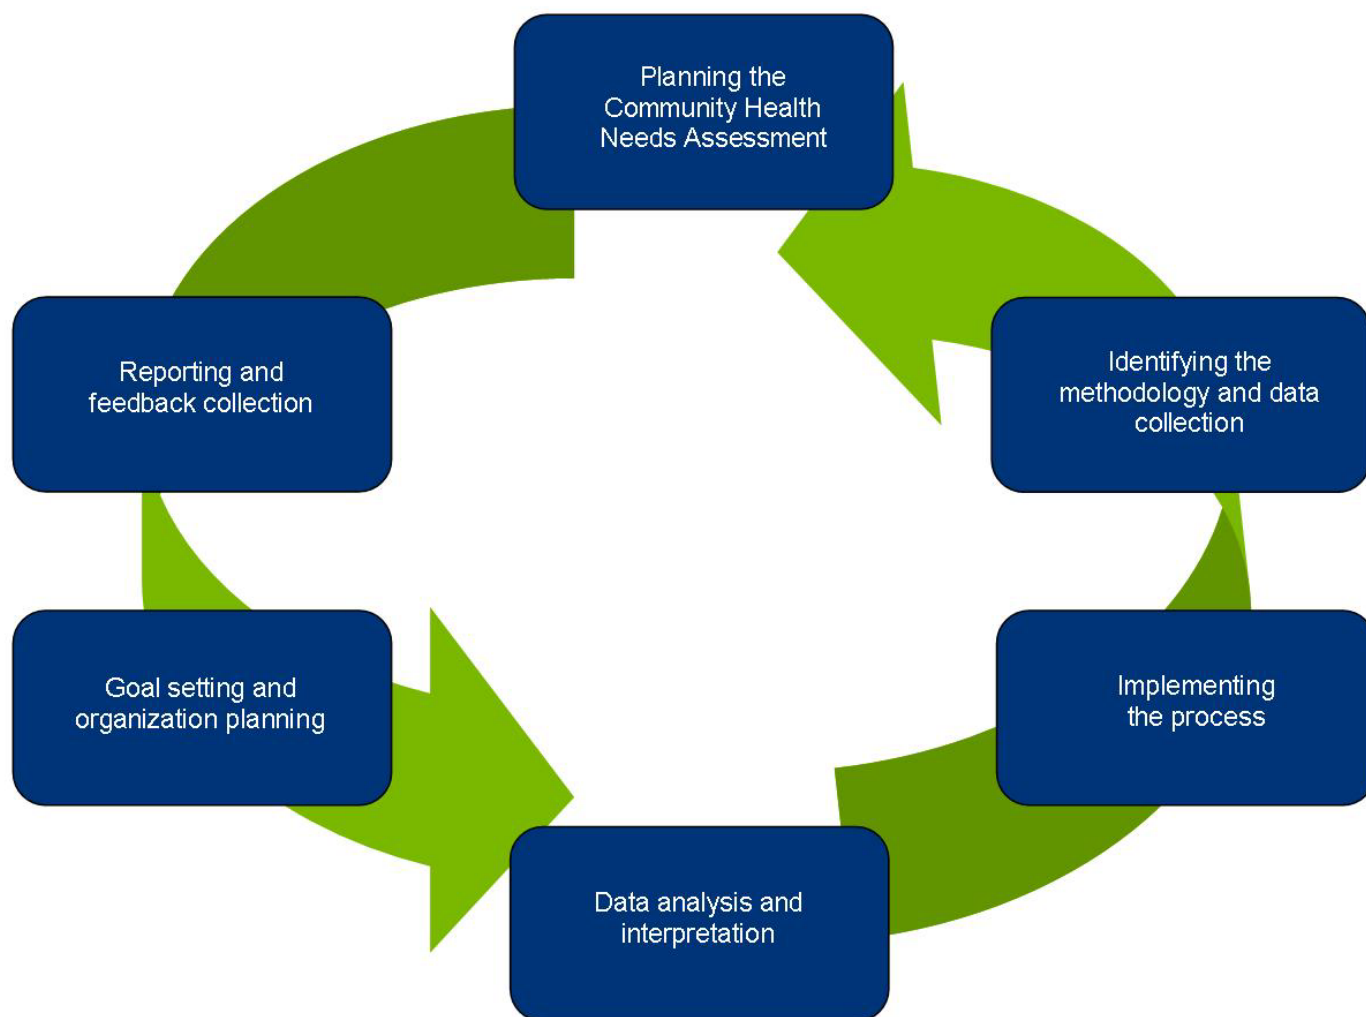 Planning the
Community Health
Needs Assessment
Reporting and
feedback collection
Identifying the
methodology and data
collection
Goal setting and
organization planning
Implementing
the process
Data analysis and
interpretation